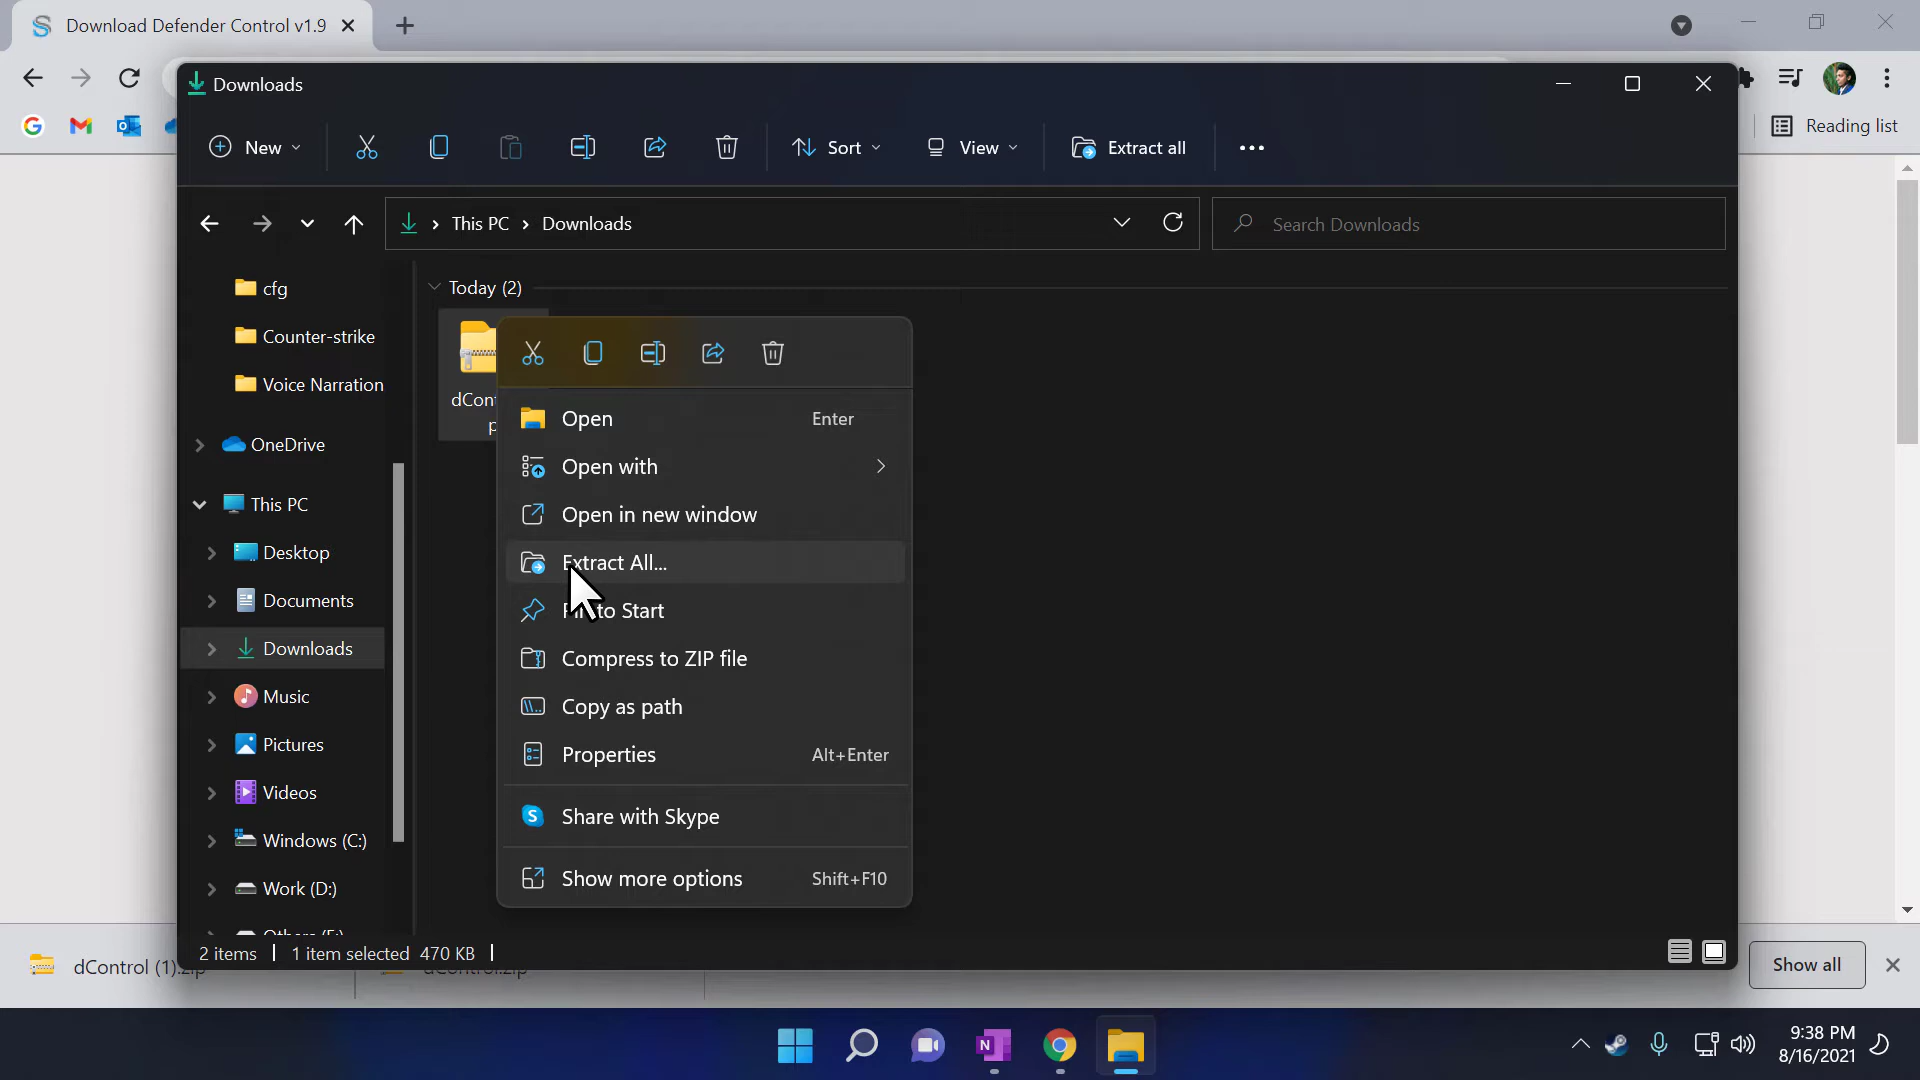 Download Defender Control v1.9
Reading list
Downloads
New
Sort
View
Extract all
This PC
Downloads
Search Downloads
cfg
Counter-strike
Voice Narration
OneDrive
This PC
Desktop
Documents
Downloads
Music
Pictures
Videos
Windows (C:)
Work (D:)
Today (2)
Open Enter
Open with
Open in new window
Extract All...
to Start
Compress to ZIP file
Copy as path
Properties Alt+Enter
Share with Skype
Show more options Shift+F10
2 items 1 item selected 470 KB
dControl (1).zip
dControl.zip
Show all
9:38 PM
8/16/2021